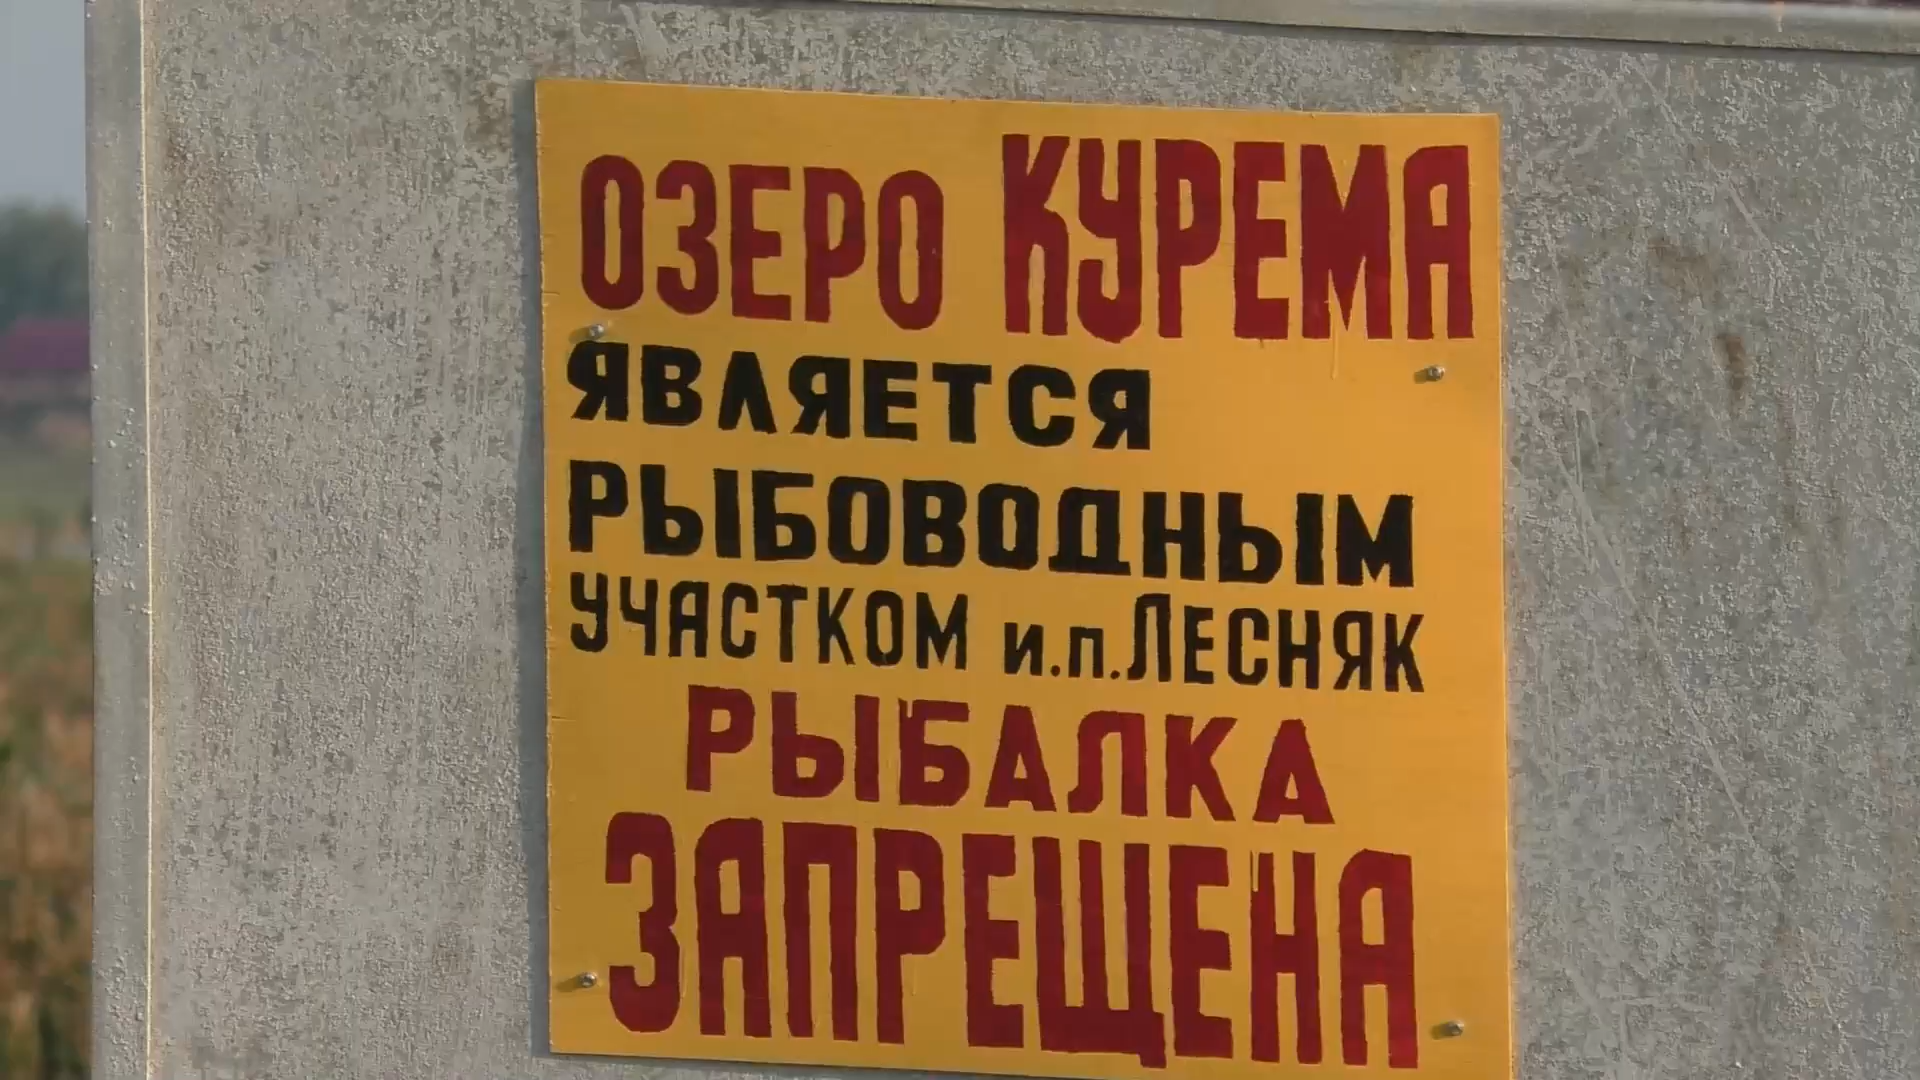 ОЗЕРО КУРЕМА
ЯВЛЯЕТСЯ
РЫБОВОДНЫМ
УЧАСТКОМ и.п. ЛЕСНЯК
РЫБАЛКА
ЗАПРЕЩЕНА